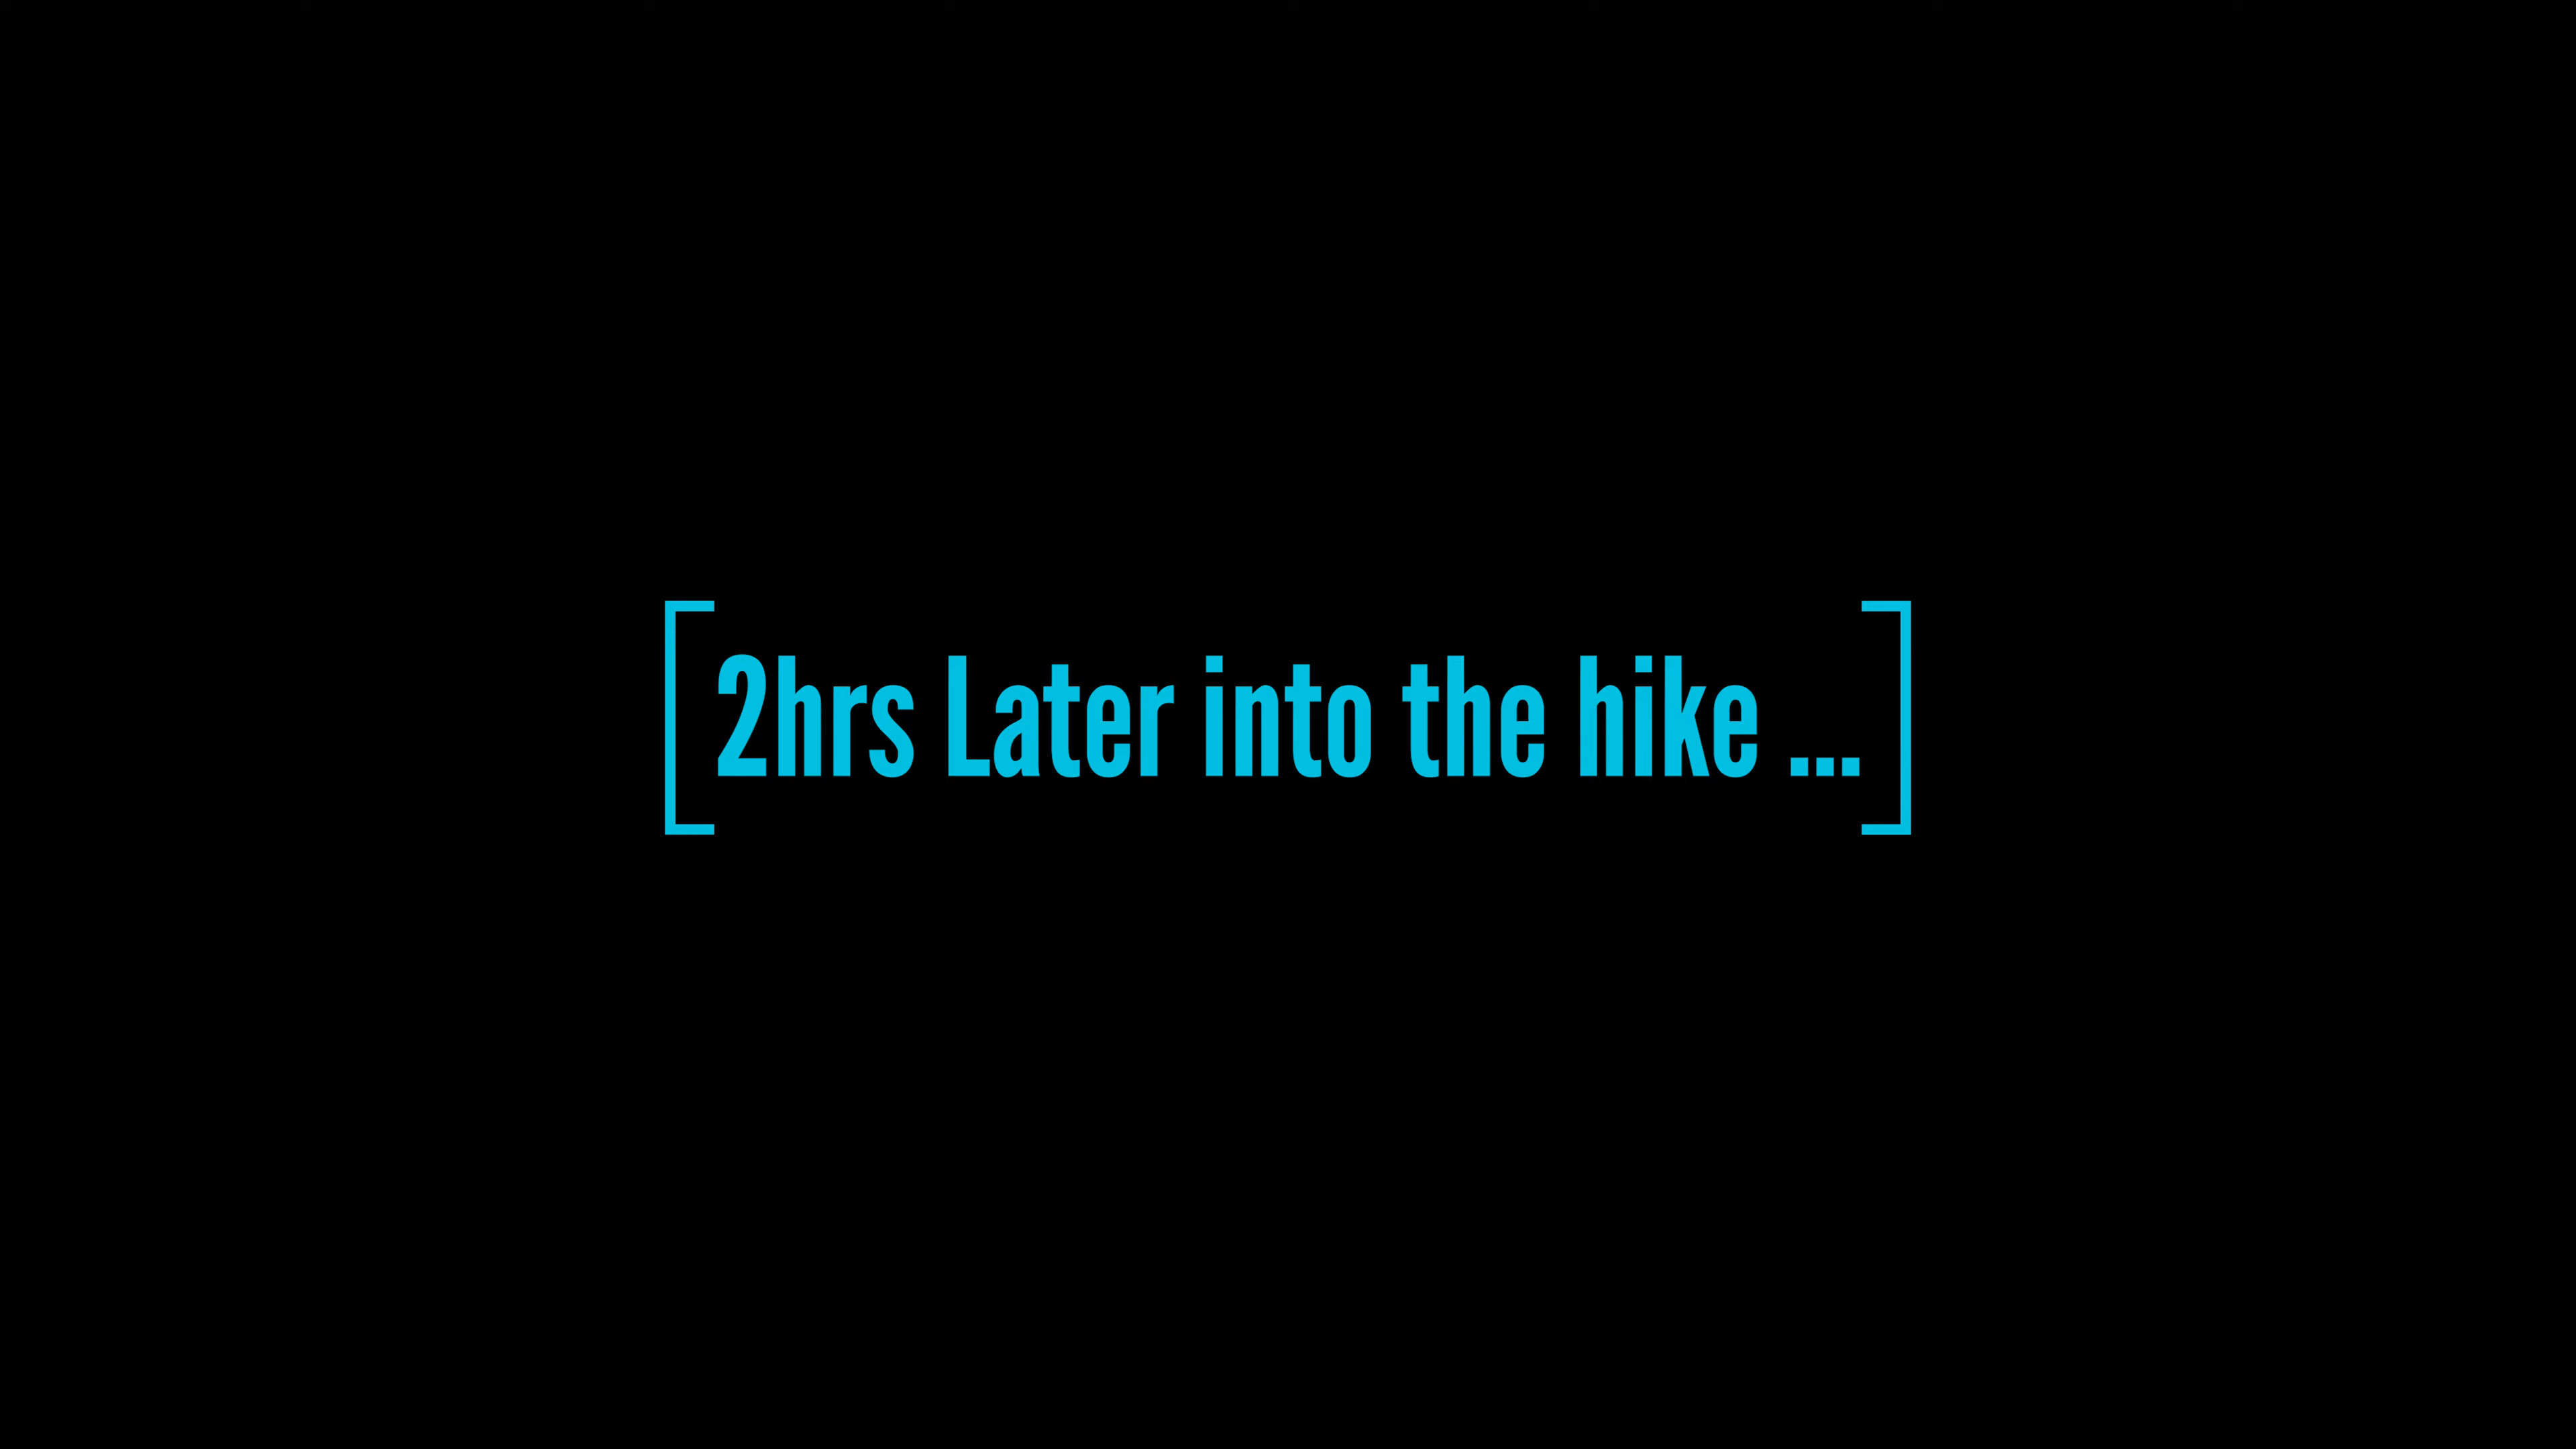 [2hrs Later into the hike ...]